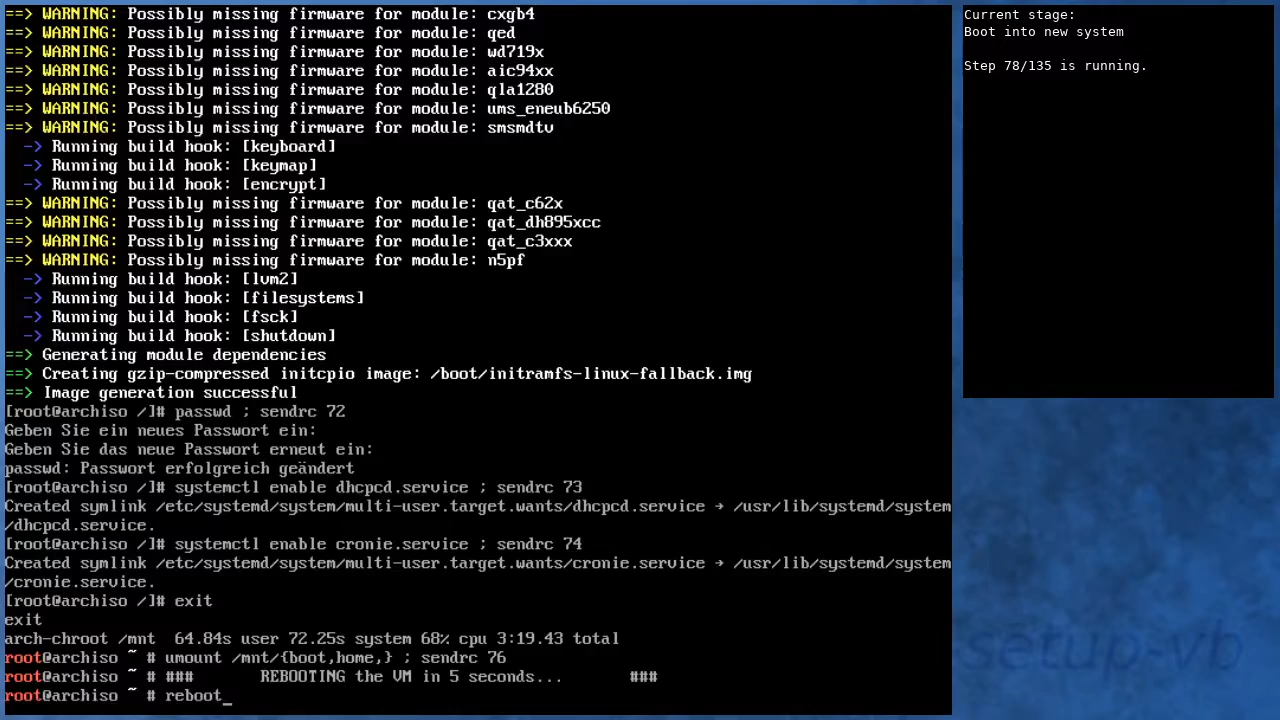 ==> WARNING: Possibly missing firmware for module: cxgb4
==> WARNING: Possibly missing firmware for module: qed
==> WARNING: Possibly missing firmware for module: wd719x
==> WARNING: Possibly missing firmware for module: aic94xx
==> WARNING: Possibly missing firmware for module: qla1280
==> WARNING: Possibly missing firmware for module: ums_eneub6250
==> WARNING: Possibly missing firmware for module: smsmdtv
  -> Running build hook: [keyboard]
  -> Running build hook: [keymap]
  -> Running build hook: [encrypt]
==> WARNING: Possibly missing firmware for module: qat_c62x
==> WARNING: Possibly missing firmware for module: qat_dh895xcc
==> WARNING: Possibly missing firmware for module: qat_c3xxx
==> WARNING: Possibly missing firmware for module: n5pf
  -> Running build hook: [lvm2]
  -> Running build hook: [filesystems]
  -> Running build hook: [fsck]
  -> Running build hook: [shutdown]
==> Generating module dependencies
==> Creating gzip-compressed initcpio image: /boot/initramfs-linux-fallback.img
==> Image generation successful
[root@archiso /]# passwd ; sendrc 72
Geben Sie ein neues Passwort ein:
Geben Sie das neue Passwort erneut ein:
passwd: Passwort erfolgreich geändert
[root@archiso /]# systemctl enable dhcpcd.service ; sendrc 73
Created symlink /etc/systemd/system/multi-user.target.wants/dhcpcd.service → /usr/lib/systemd/system
/dhcpcd.service.
[root@archiso /]# systemctl enable cronie.service ; sendrc 74
Created symlink /etc/systemd/system/multi-user.target.wants/cronie.service → /usr/lib/systemd/system
/cronie.service.
[root@archiso /]# exit
exit
arch-chroot /mnt  64.84s user 72.25s system 68% cpu 3:19.43 total
root@archiso ~ # umount /mnt/{boot,home,} ; sendrc 76
root@archiso ~ # ###       REBOOTING the VM in 5 seconds...       ###
root@archiso ~ # reboot_
Current stage:
Boot into new system
Step 78/135 is running.
setup-vb